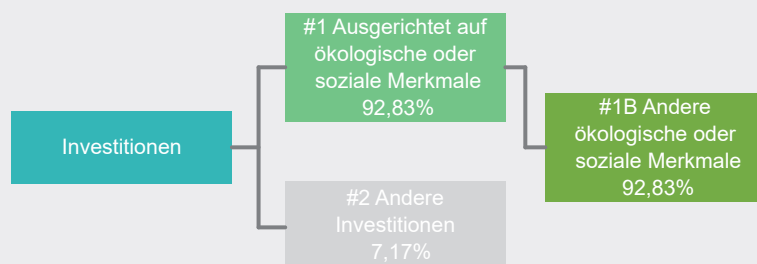 Investitionen
#1 Ausgerichtet auf
ökologische oder
soziale Merkmale
92,83%
#2 Andere
Investitionen
7,17%
#1B Andere
ökologische oder
soziale Merkmale
92,83%